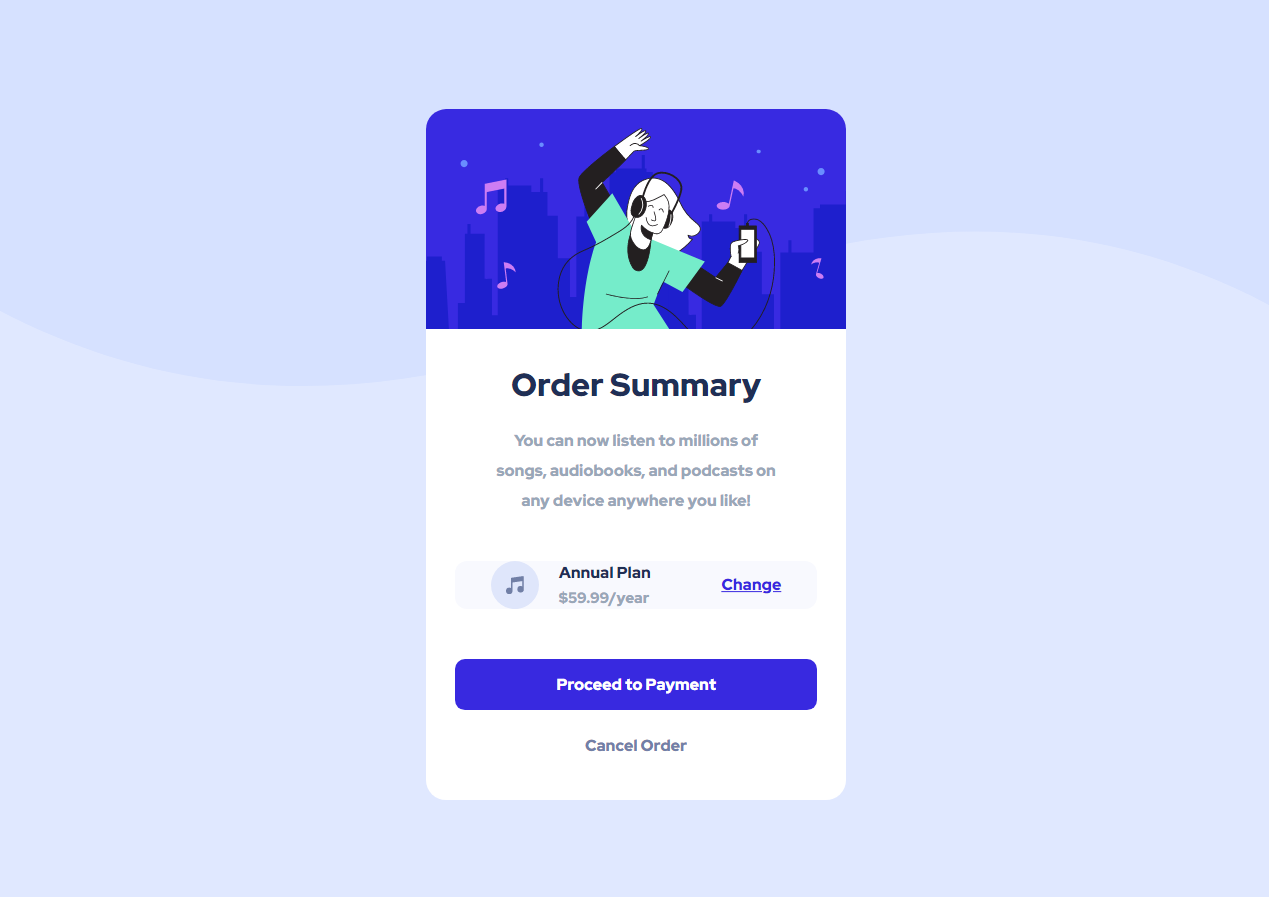 Order Summary
You can now listen to millions of
songs, audiobooks, and podcasts on
any device anywhere you like!
Annual Plan
$59.99/year
Change
Proceed to Payment
Cancel Order